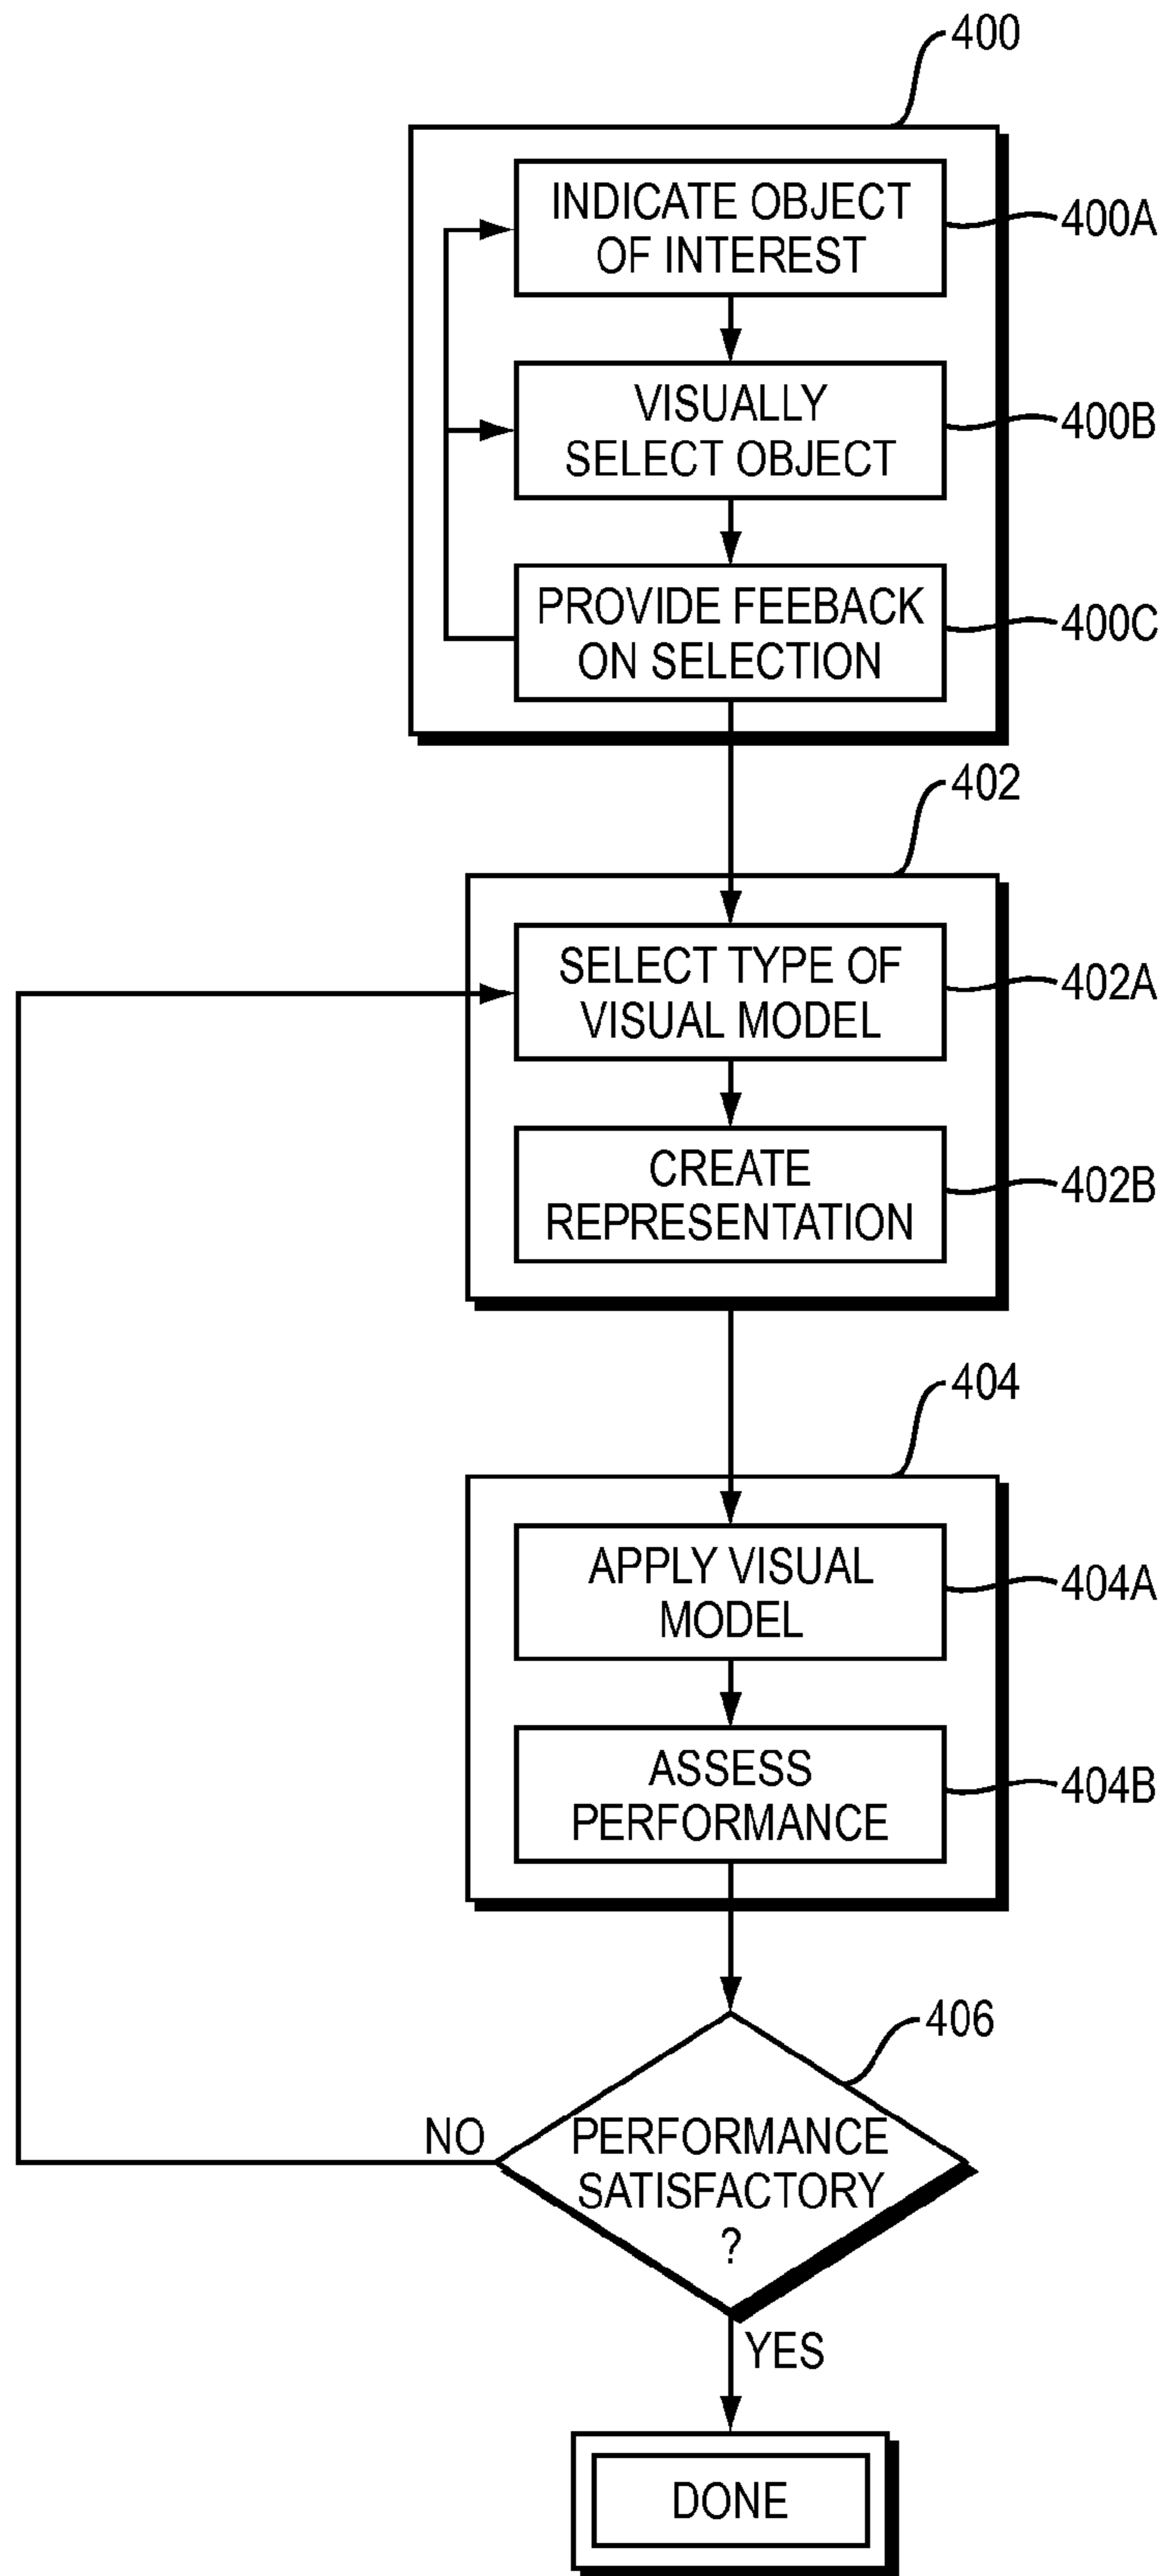 400
INDICATE OBJECT
OF INTEREST
400A
VISUALLY
SELECT OBJECT
400B
PROVIDE FEEBACK
ON SELECTION
400C
402
SELECT TYPE OF
VISUAL MODEL
402A
CREATE
REPRESENTATION
402B
404
APPLY VISUAL
MODEL
404A
ASSESS
PERFORMANCE
404B
406
NO
PERFORMANCE
SATISFACTORY
?
YES
DONE